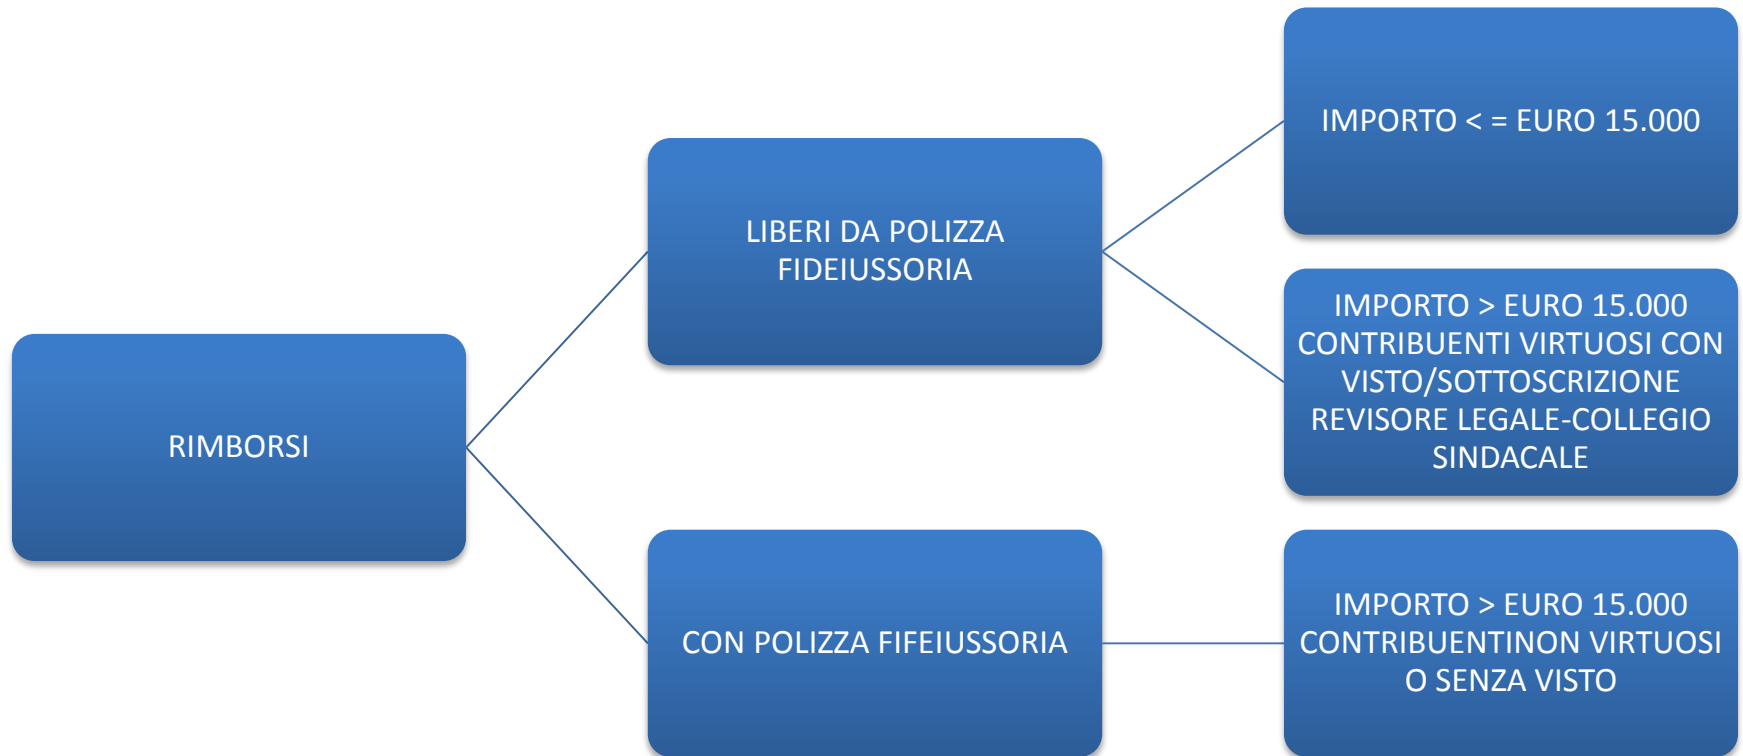 RIMBORSI
LIBERI DA POLIZZA
FIDEIUSSORIA
IMPORTO < = EURO 15.000
IMPORTO > EURO 15.000
CONTRIBUENTI VIRTUOSI CON
VISTO/SOTTOSCRIZIONE
REVISORE LEGALE-COLLEGIO
SINDACALE
CON POLIZZA FIFEIUSSORIA
IMPORTO > EURO 15.000
CONTRIBUENTINON VIRTUOSI
O SENZA VISTO